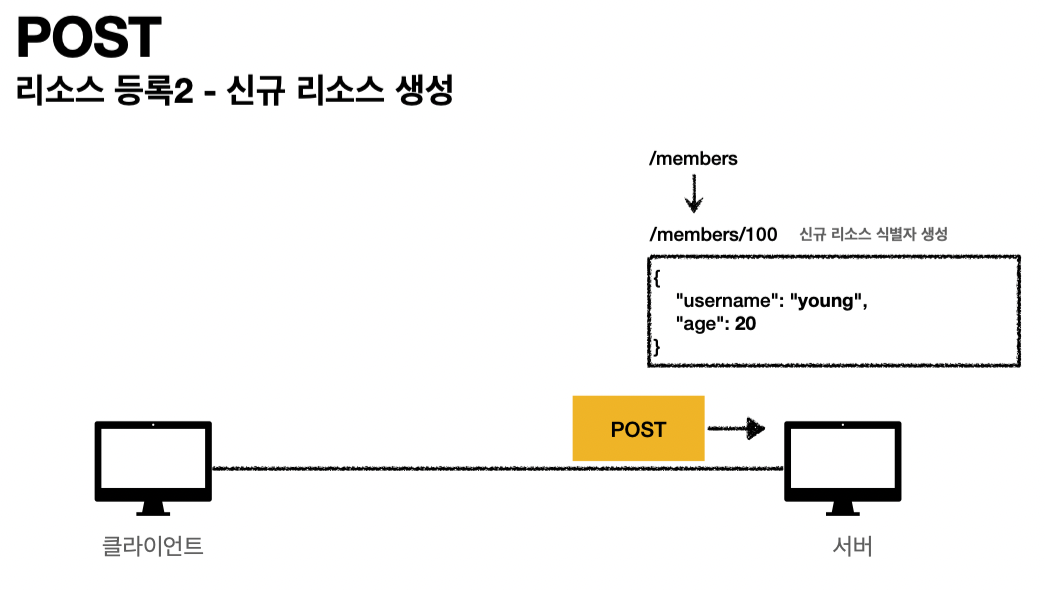 POST
리소스 등록2 - 신규 리소스 생성
/members
/members/100 신규 리소스 식별자 생성
{
"username": "young",
"age": 20
}
POST
클라이언트
서버